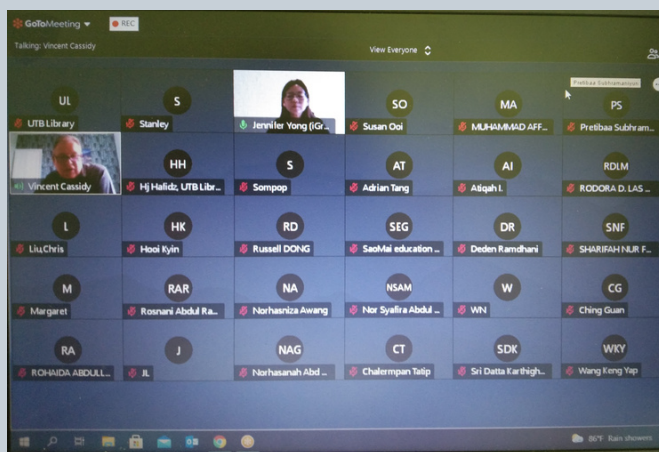 GoToMeeting
REC
Talking: Vincent Cassidy
View Everyone
Pretibaa Subhramaniam
UL
UTB Library
S
Stanley
Jennifer Yong (iGr...
SO
Susan Ooi
MA
MUHAMMAD AFF...
PS
Pretibaa Subhram...
Vincent Cassidy
HH
Hj Halidz, UTB Libr...
S
Sompop
AT
Adrian Tang
AI
Atiqah I.
RDLM
RODORA D. LAS ...
L
Liu,Chris
HK
Hooi Kyin
RD
Russell DONG
SEG
SaoMai education ...
DR
Deden Ramdhani
SNF
SHARIFAH NUR F...
M
Margaret
RAR
Rosnani Abdul Ra...
NA
Norhasniza Awang
NSAM
Nor Syalira Abdul ...
W
WN
CG
Ching Guan
RA
ROHAIDA ABDULL...
J
JL
NAG
Norhasanah Abd ...
CT
Chalermpan Tatip
SDK
Sri Datta Karthigh...
WKY
Wang Keng Yap
86°F Rain showers